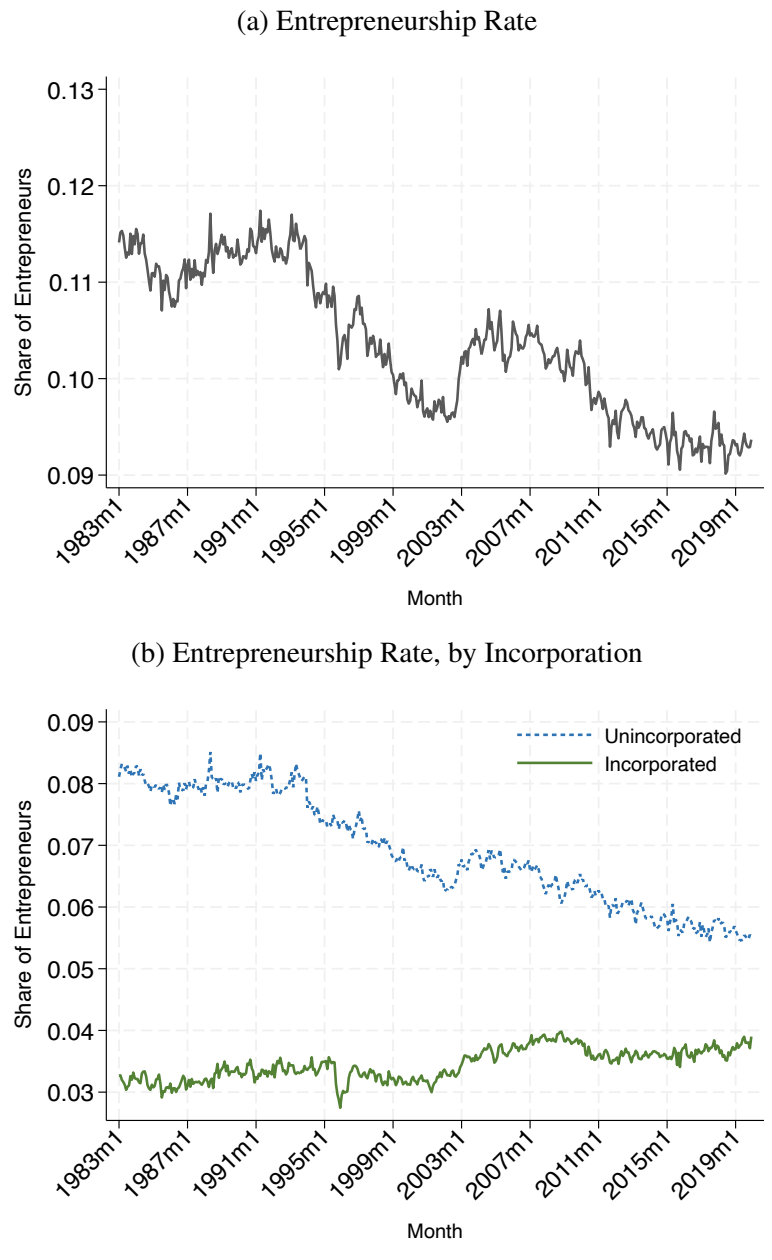 (a) Entrepreneurship Rate
0.13
0.12
0.11
0.10
0.09
Share of Entrepreneurs
1983m1
1987m1
1991m1
1995m1
1999m1
2003m1
2007m1
2011m1
2015m1
2019m1
Month
(b) Entrepreneurship Rate, by Incorporation
0.09
0.08
0.07
0.06
0.05
0.04
0.03
Share of Entrepreneurs
Unincorporated
Incorporated
1983m1
1987m1
1991m1
1995m1
1999m1
2003m1
2007m1
2011m1
2015m1
2019m1
Month